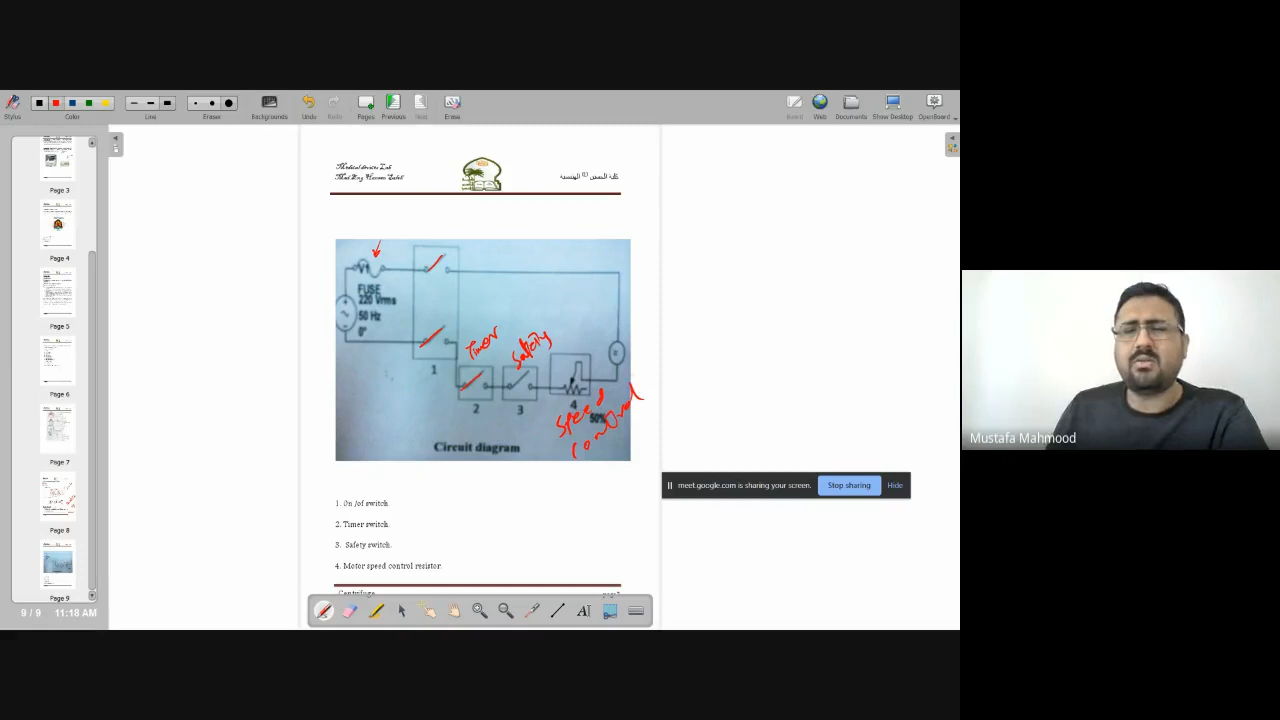 Stylus
Color
Line
Eraser
Backgrounds
Undo
Redo
Pages
Previous
Next
Erase
Board
Web
Documents
Show Desktop
OpenBoard
Page 3
Page 4
Page 5
Page 6
Page 7
Page 8
Page 9
9 / 9 11:18 AM
Medical devices Lab
FUSE
220 Vrms
50 Hz
0°
1
Timer
2
3
4
50%
Speed
control
Circuit diagram
1. On /of switch.
2. Timer switch.
3. Safety switch.
4. Motor speed control resistor.
Centrifuge
meet.google.com is sharing your screen.
Stop sharing
Hide
Mustafa Mahmood